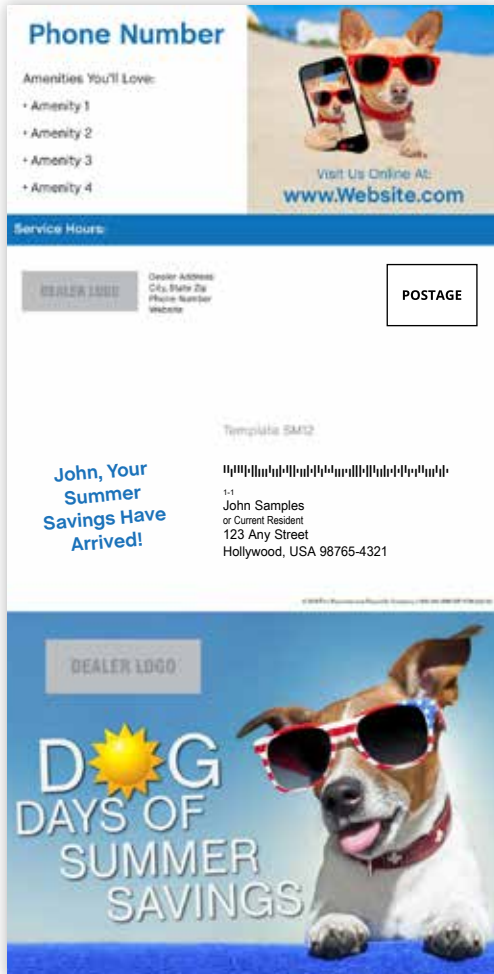 Phone Number
Amenities You'll Love:
• Amenity 1
• Amenity 2
• Amenity 3
• Amenity 4
Visit Us Online At:
www.Website.com
Service Hours:
DEALER LOGO
Dealer Address
City, State Zip
Phone Number
Website
POSTAGE
Template SM12
John, Your
Summer
Savings Have
Arrived!
1-1
John Samples
or Current Resident
123 Any Street
Hollywood, USA 98765-4321
DEALER LOGO
DOG
DAYS OF
SUMMER
SAVINGS